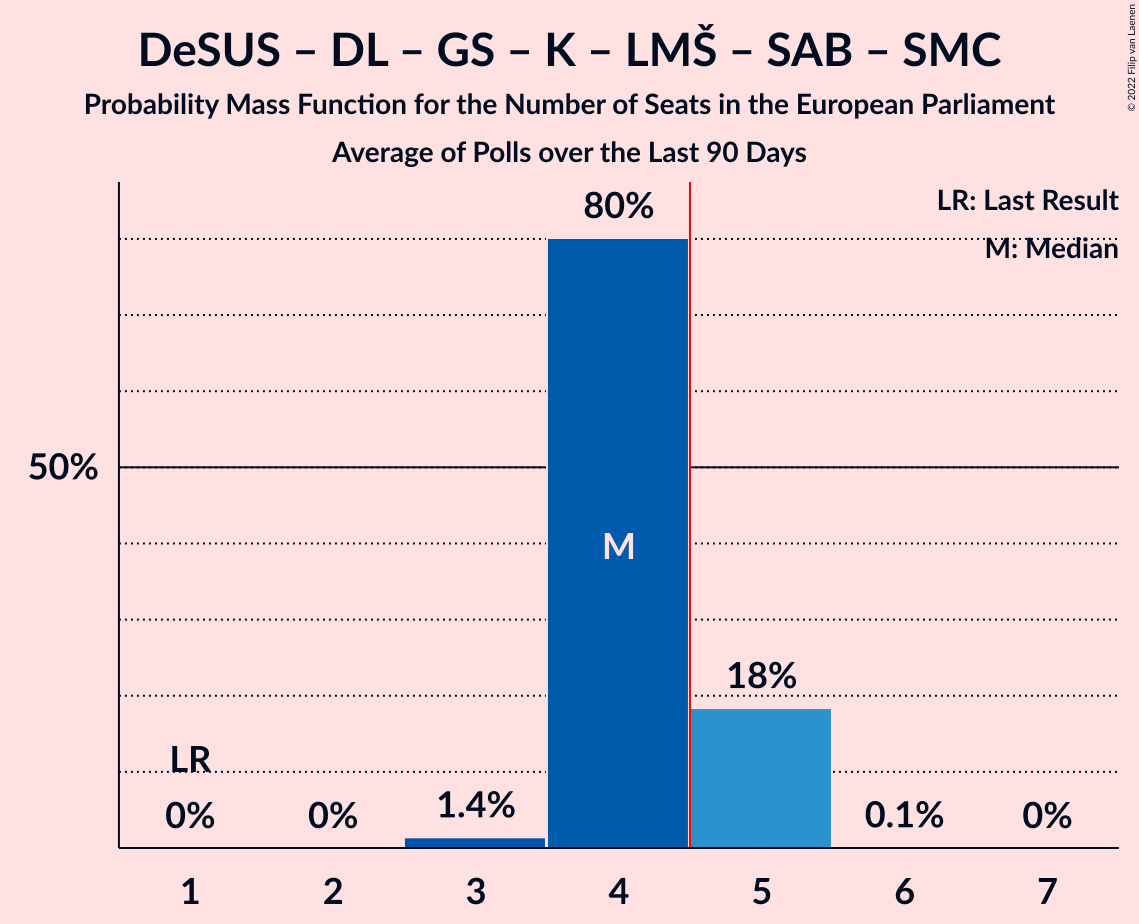 DeSUS – DL – GS – K – LMŠ – SAB – SMC
Probability Mass Function for the Number of Seats in the European Parliament
Average of Polls over the Last 90 Days
© 2022 Filip van Laenen
LR: Last Result
M: Median
80%
50%
M
18%
LR
0%
0%
1.4%
0.1%
0%
1
2
3
4
5
6
7